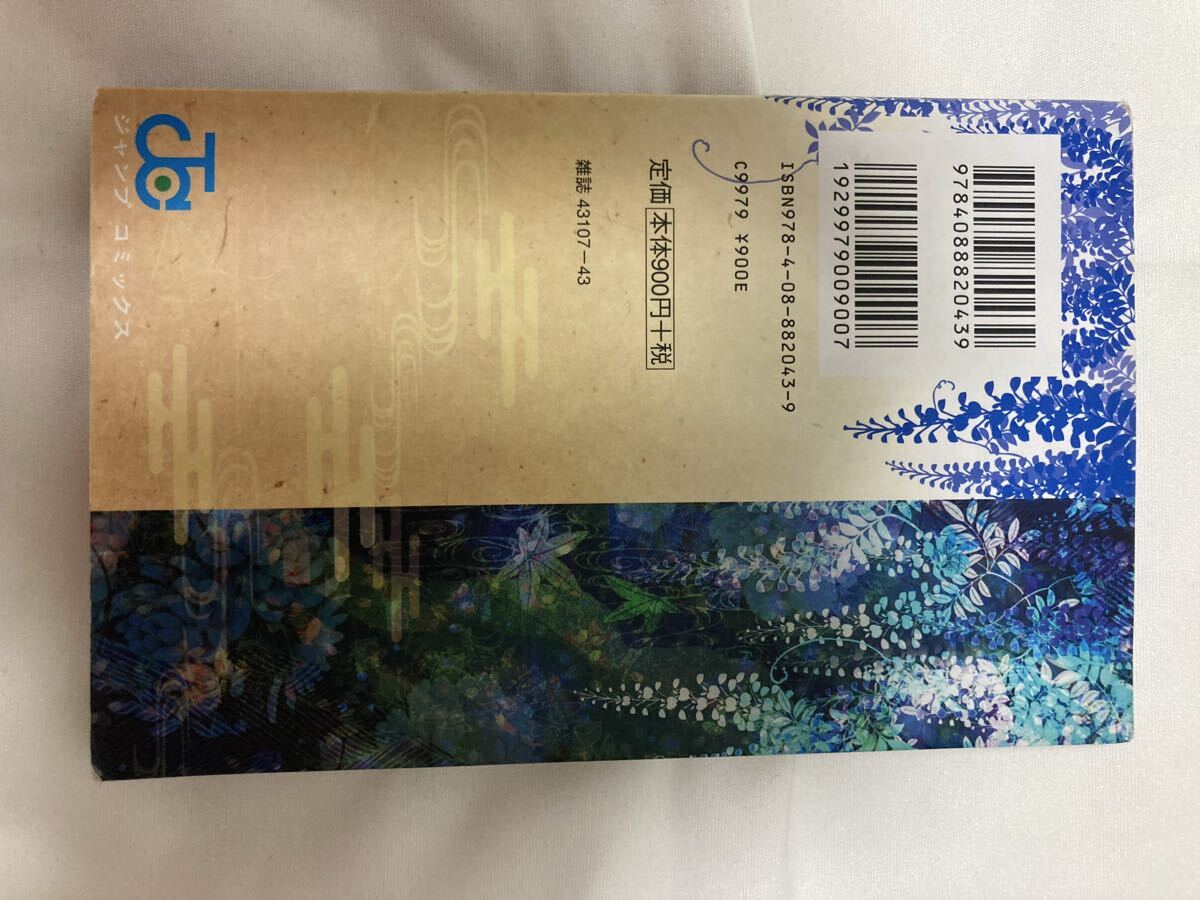 9784088820439
1929979009007
ISBN978-4-08-882043-9
C9979 ¥900E
定価 本体900円+税
雑誌 43107-43
JC
ジャンプ コミックス